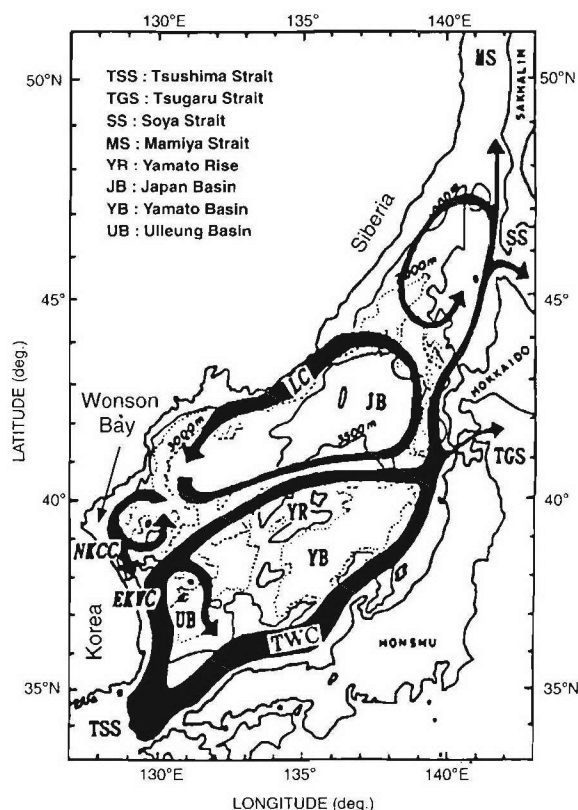 130°E
135°E
140°E
50°N
50°N
TSS : Tsushima Strait
TGS : Tsugaru Strait
SS : Soya Strait
MS : Mamiya Strait
YR : Yamato Rise
JB : Japan Basin
YB : Yamato Basin
UB : Ulleung Basin
MS
SAKHALIN
Siberia
SS
45°
45°
LATITUDE (deg.)
LC
JB
HOKKAIDO
Wonson
Bay
3000m
3500m
TGS
40°
40°
YR
NKCC
YB
EKWC
UB
Korea
TWC
HONSHU
35°N
35°N
TSS
130°E
135°E
140°E
LONGITUDE (deg.)